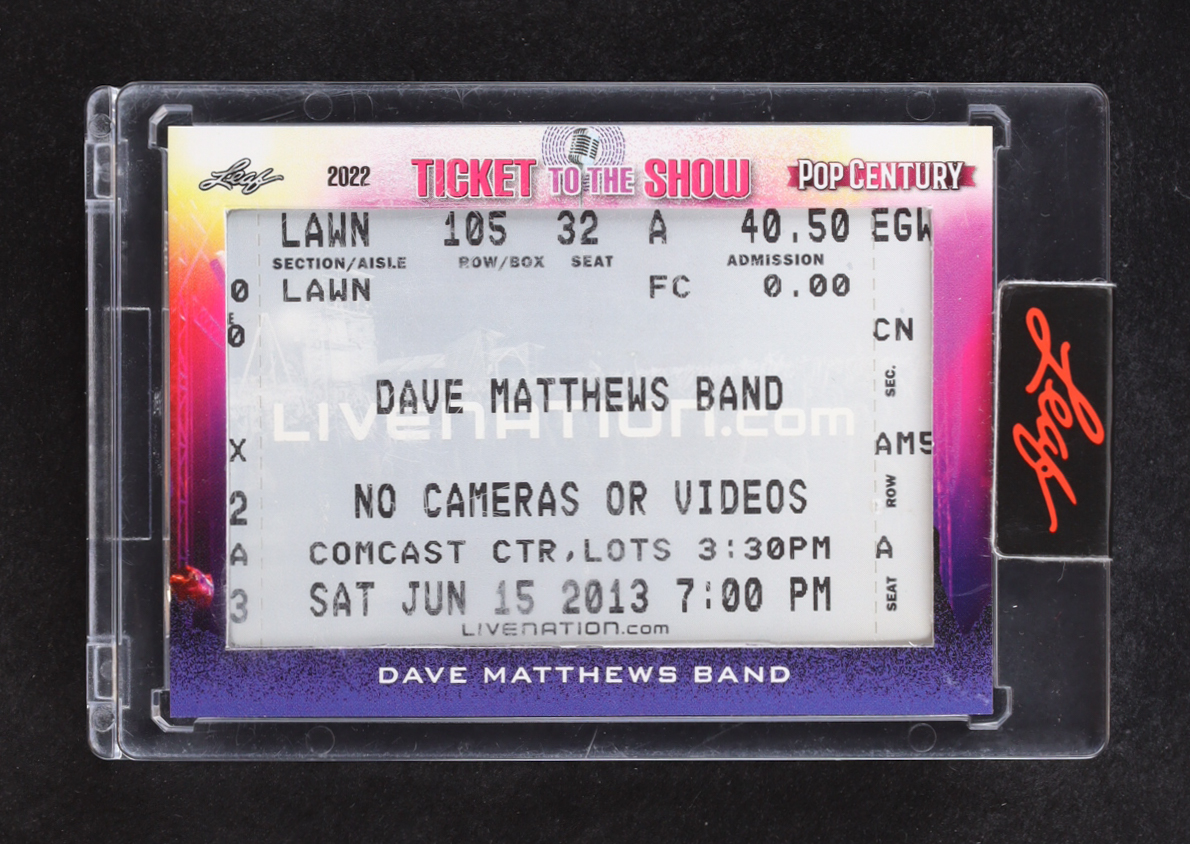 Leaf 2022 TICKET TO THE SHOW POP CENTURY
LAWN 105 32 A 40.50 EGW
SECTION/AISLE ROW/BOX SEAT ADMISSION
0 LAWN FC 0.00
E
0 CN
SEC.
DAVE MATTHEWS BAND
LIVENATION.com
X AM5
ROW
2 NO CAMERAS OR VIDEOS
A COMCAST CTR,LOTS 3:30PM A
3 SAT JUN 15 2013 7:00 PM
SEAT
LIVENATION.com
DAVE MATTHEWS BAND
Leaf